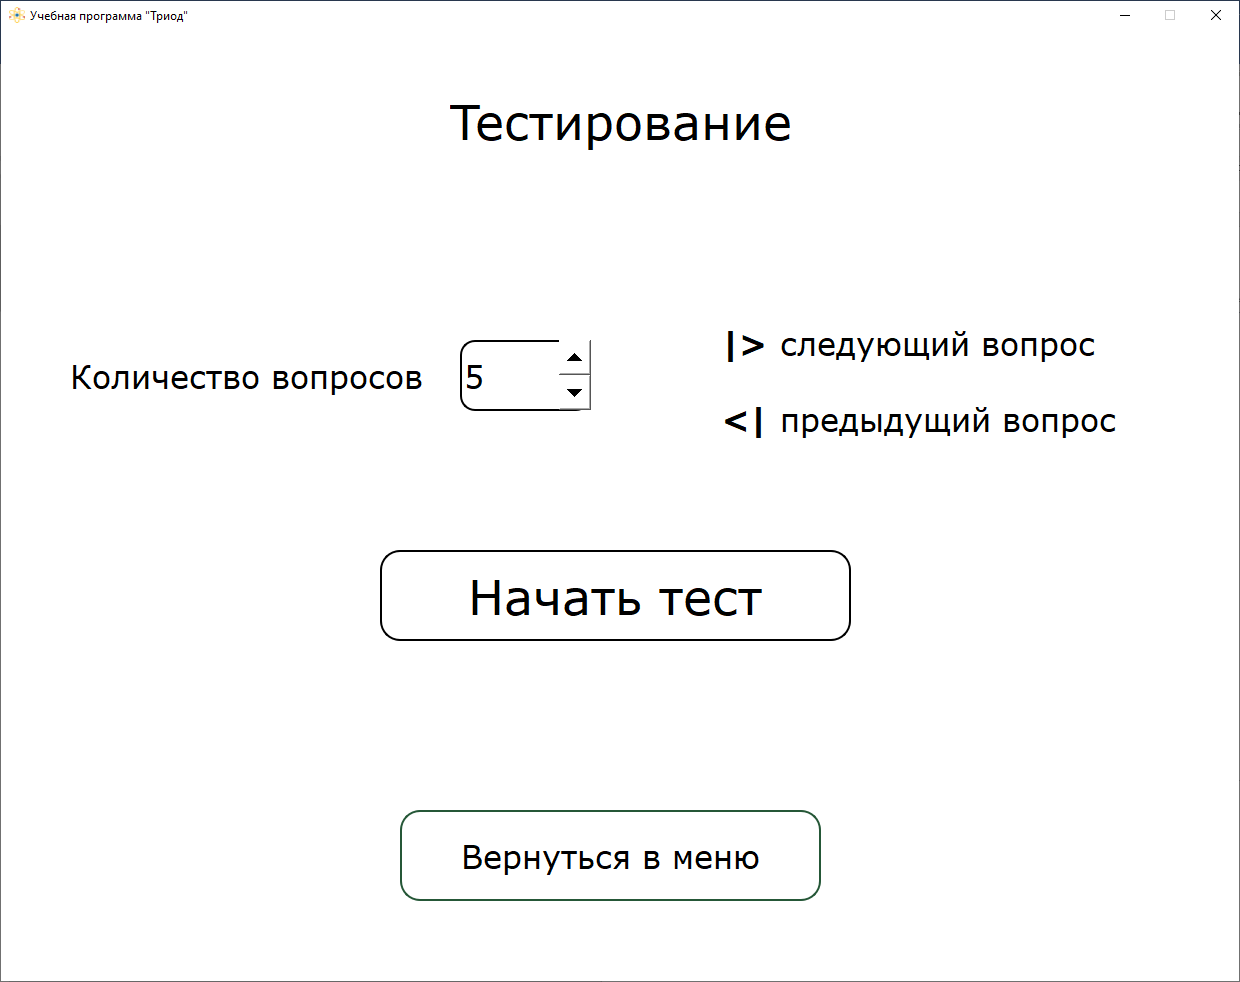 Учебная программа "Триод"
Тестирование
Количество вопросов
5
|> следующий вопрос
<| предыдущий вопрос
Начать тест
Вернуться в меню